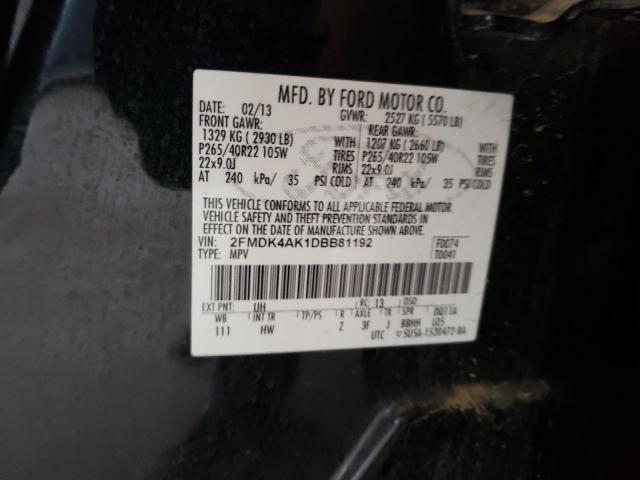 MFD. BY FORD MOTOR CO.
DATE: 02/13 GVWR: 2527 KG ( 5570 LB)
FRONT GAWR: REAR GAWR:
1329 KG ( 2930 LB) WITH 1207 KG ( 2660 LB) WITH
P265/40R22 105W TIRES P265/40R22 105W TIRES
22x9.0J RIMS 22x9.0J RIMS
AT 240 kPa/ 35 PSI COLD AT 240 kPa/ 35 PSI COLD
THIS VEHICLE CONFORMS TO ALL APPLICABLE FEDERAL MOTOR
VEHICLE SAFETY AND THEFT PREVENTION STANDARDS IN
EFFECT ON THE DATE OF MANUFACTURE SHOWN ABOVE.
VIN: 2FMDK4AK1DBB81192 F0074
TYPE: MPV T0041
EXT PNT: UH RC: 13 DSO:
WB INT TR TP/PS R AXLE TR SPR
111 HW 2 3F J BBHH L05
UTC